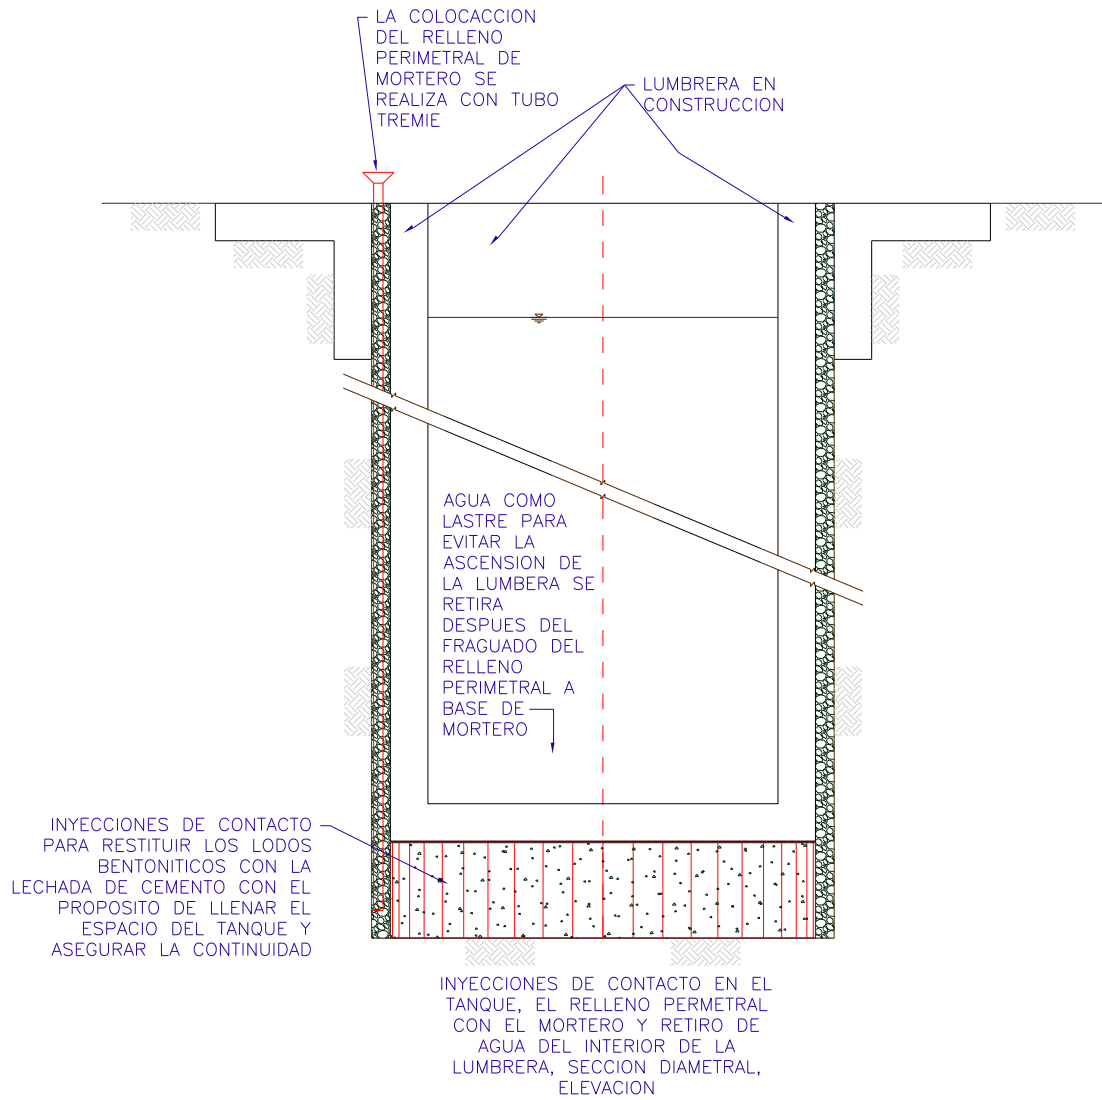 LA COLOCACCION
DEL RELLENO
PERIMETRAL DE
MORTERO SE
REALIZA CON TUBO
TREMIE
LUMBRERA EN
CONSTRUCCION
AGUA COMO
LASTRE PARA
EVITAR LA
ASCENSION DE
LA LUMBERA SE
RETIRA
DESPUES DEL
FRAGUADO DEL
RELLENO
PERIMETRAL A
BASE DE
MORTERO
INYECCIONES DE CONTACTO
PARA RESTITUIR LOS LODOS
BENTONITICOS CON LA
LECHADA DE CEMENTO CON EL
PROPOSITO DE LLENAR EL
ESPACIO DEL TANQUE Y
ASEGURAR LA CONTINUIDAD
INYECCIONES DE CONTACTO EN EL
TANQUE, EL RELLENO PERMETRAL
CON EL MORTERO Y RETIRO DE
AGUA DEL INTERIOR DE LA
LUMBRERA, SECCION DIAMETRAL,
ELEVACION